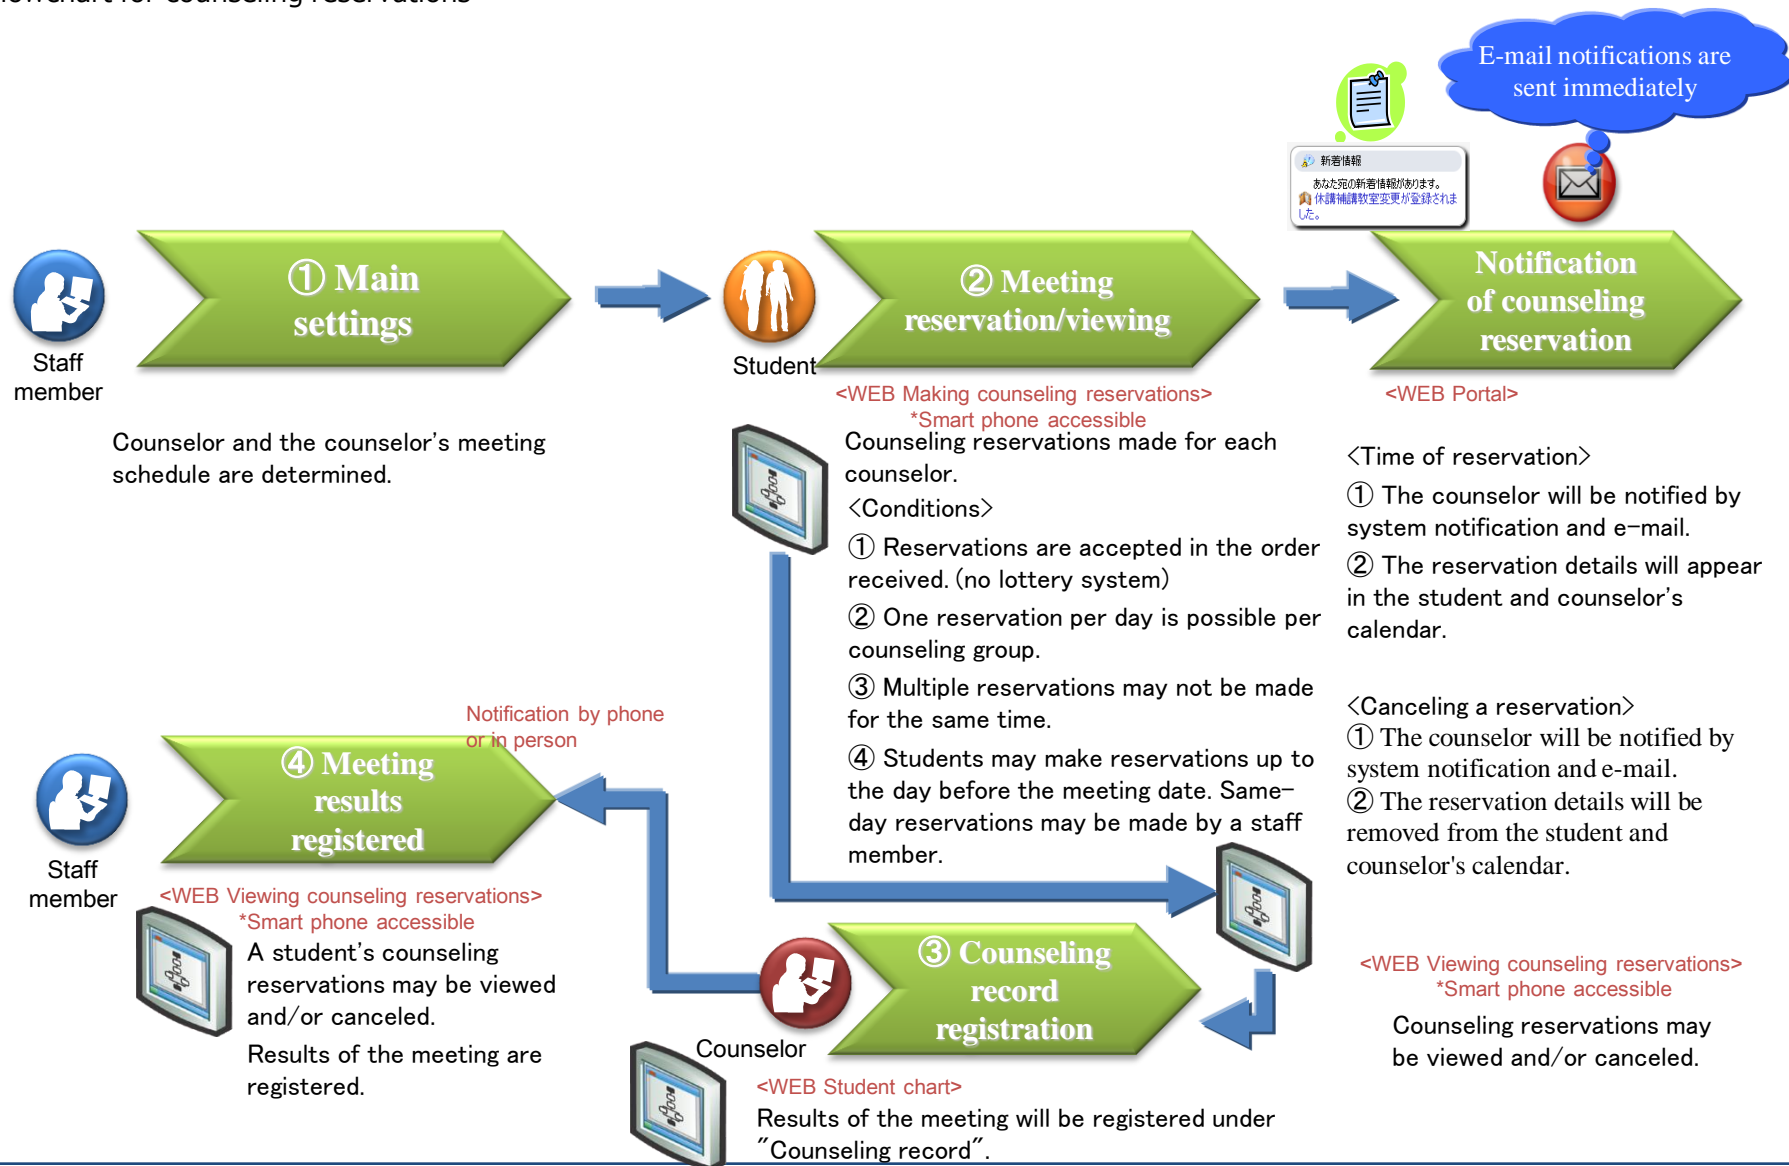 lowchart for counseling reservations
E-mail notifications are
sent immediately
新着情報
あなた宛の新着情報があります。
休講補講教室変更が登録されま
した。
Staff
member
① Main
settings
Counselor and the counselor's meeting
schedule are determined.
Student
② Meeting
reservation/viewing
<WEB Making counseling reservations>
*Smart phone accessible
Counseling reservations made for each
counselor.
<Conditions>
① Reservations are accepted in the order
received. (no lottery system)
② One reservation per day is possible per
counseling group.
③ Multiple reservations may not be made
for the same time.
④ Students may make reservations up to
the day before the meeting date. Same-
day reservations may be made by a staff
member.
Notification
of counseling
reservation
<WEB Portal>
<Time of reservation>
① The counselor will be notified by
system notification and e-mail.
② The reservation details will appear
in the student and counselor's
calendar.
<Canceling a reservation>
① The counselor will be notified by
system notification and e-mail.
② The reservation details will be
removed from the student and
counselor's calendar.
<WEB Viewing counseling reservations>
*Smart phone accessible
Counseling reservations may
be viewed and/or canceled.
Counselor
③ Counseling
record
registration
<WEB Student chart>
Results of the meeting will be registered under
"Counseling record".
Notification by phone
or in person
Staff
member
④ Meeting
results
registered
<WEB Viewing counseling reservations>
*Smart phone accessible
A student's counseling
reservations may be viewed
and/or canceled.
Results of the meeting are
registered.